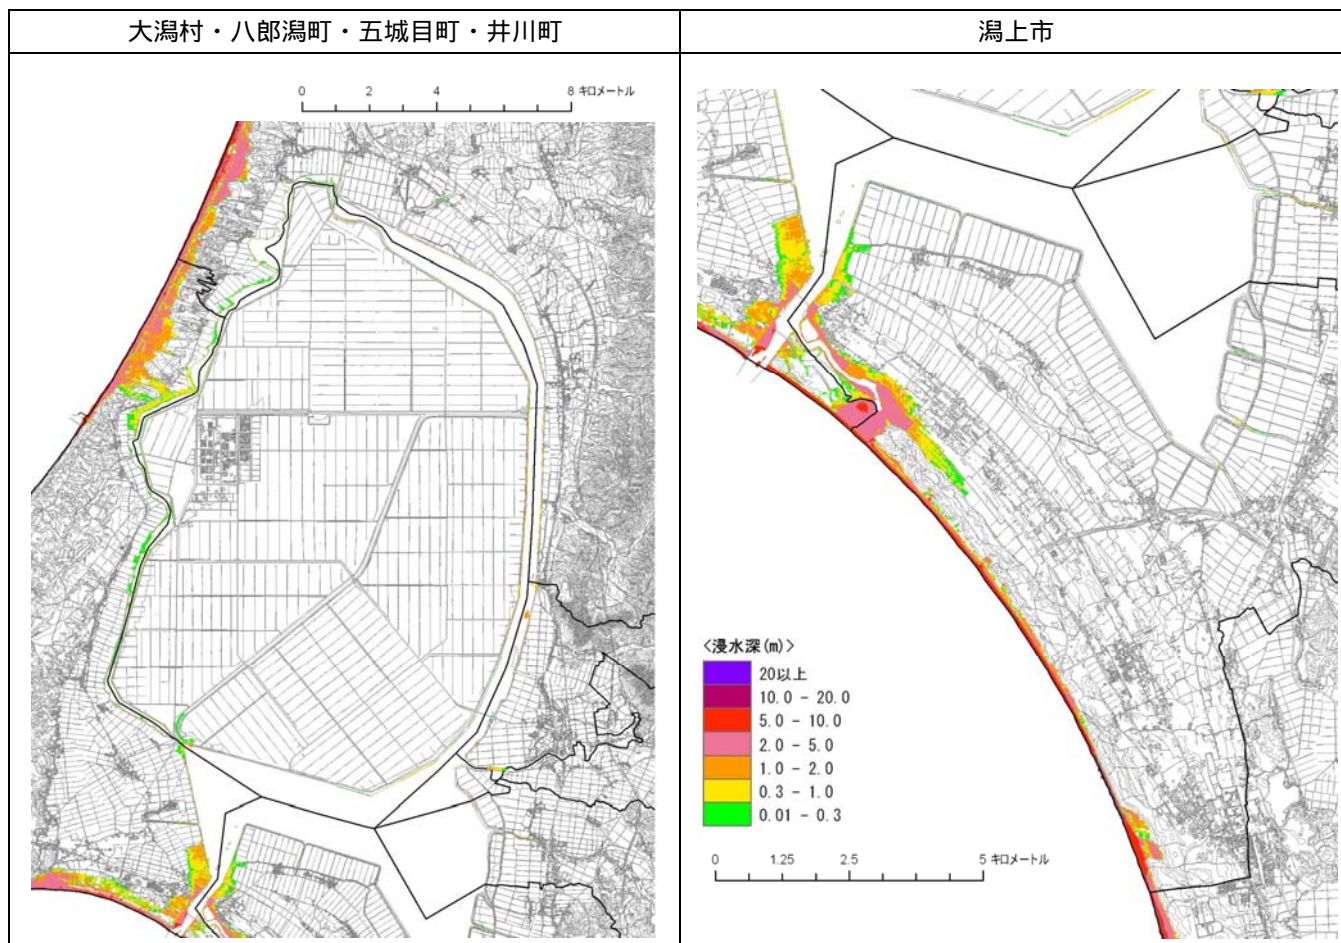 大潟村・八郎潟町・五城目町・井川町
潟上市
0 2 4 8 キロメートル
<浸水深(m)>
20以上
10.0 - 20.0
5.0 - 10.0
2.0 - 5.0
1.0 - 2.0
0.3 - 1.0
0.01 - 0.3
0 1.25 2.5 5 キロメートル